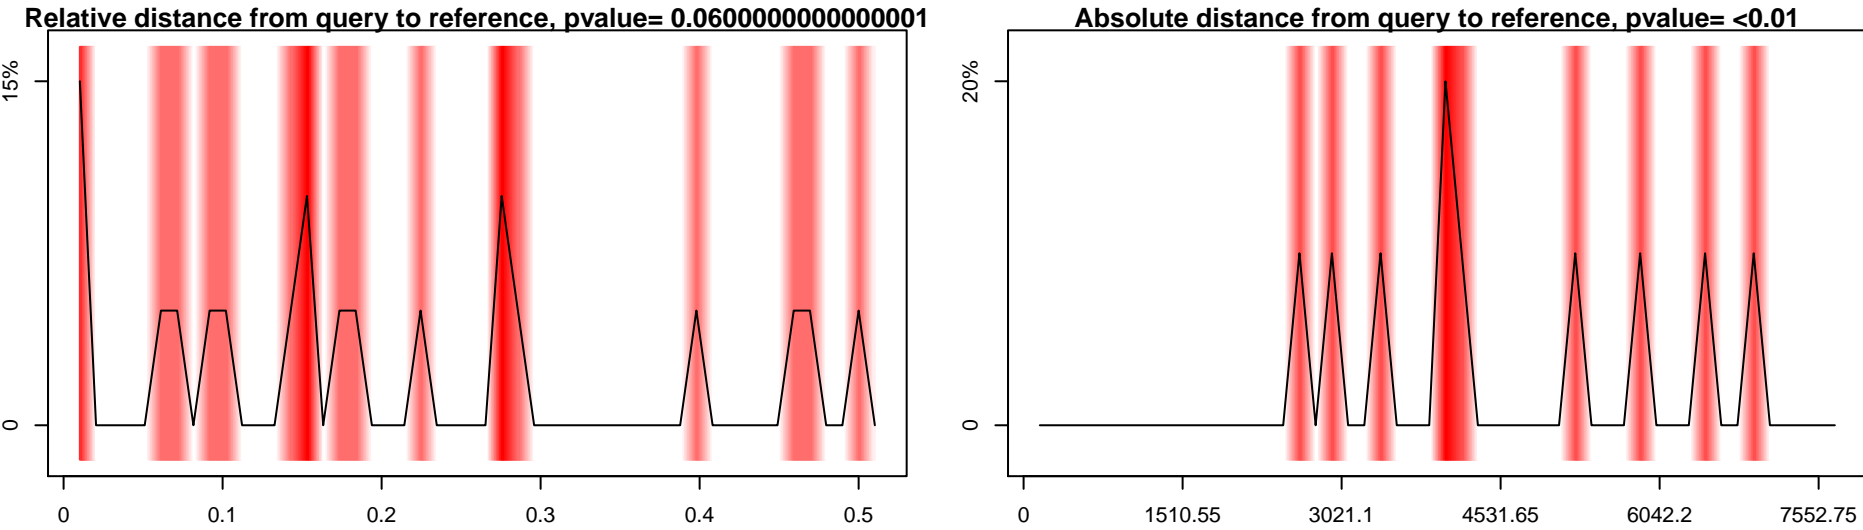 Relative distance from query to reference, pvalue= 0.0600000000000001
15%
0
0 0.1 0.2 0.3 0.4 0.5
Absolute distance from query to reference, pvalue= <0.01
20%
0
0 1510.55 3021.1 4531.65 6042.2 7552.75